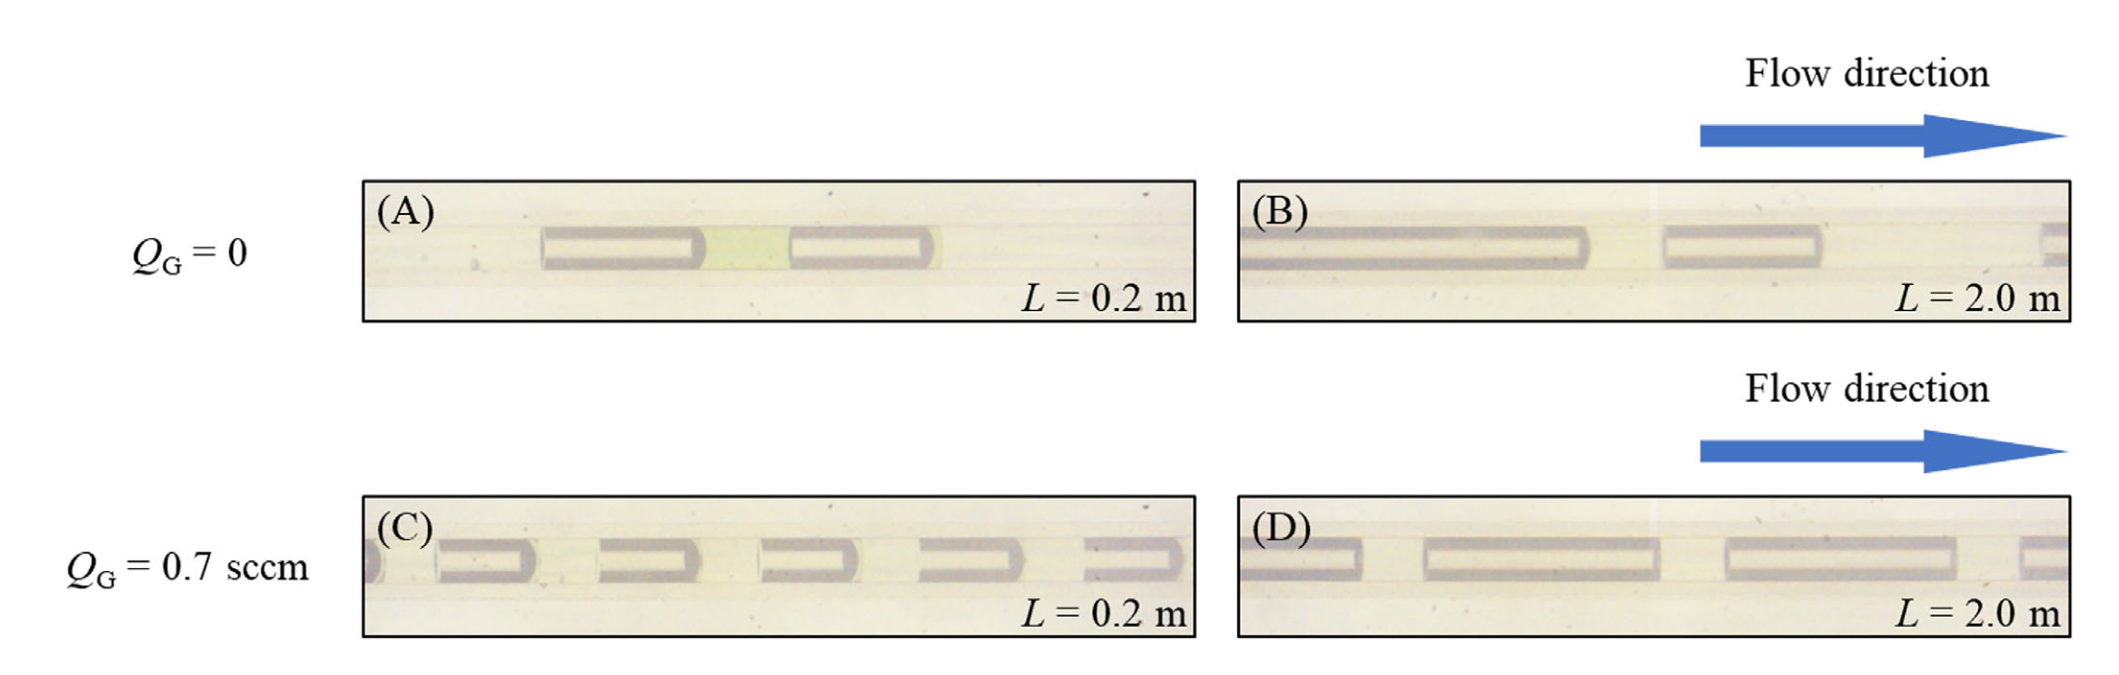 Flow direction
(A)
(B)
Q_G = 0
L = 0.2 m
L = 2.0 m
Flow direction
(C)
(D)
Q_G = 0.7 sccm
L = 0.2 m
L = 2.0 m